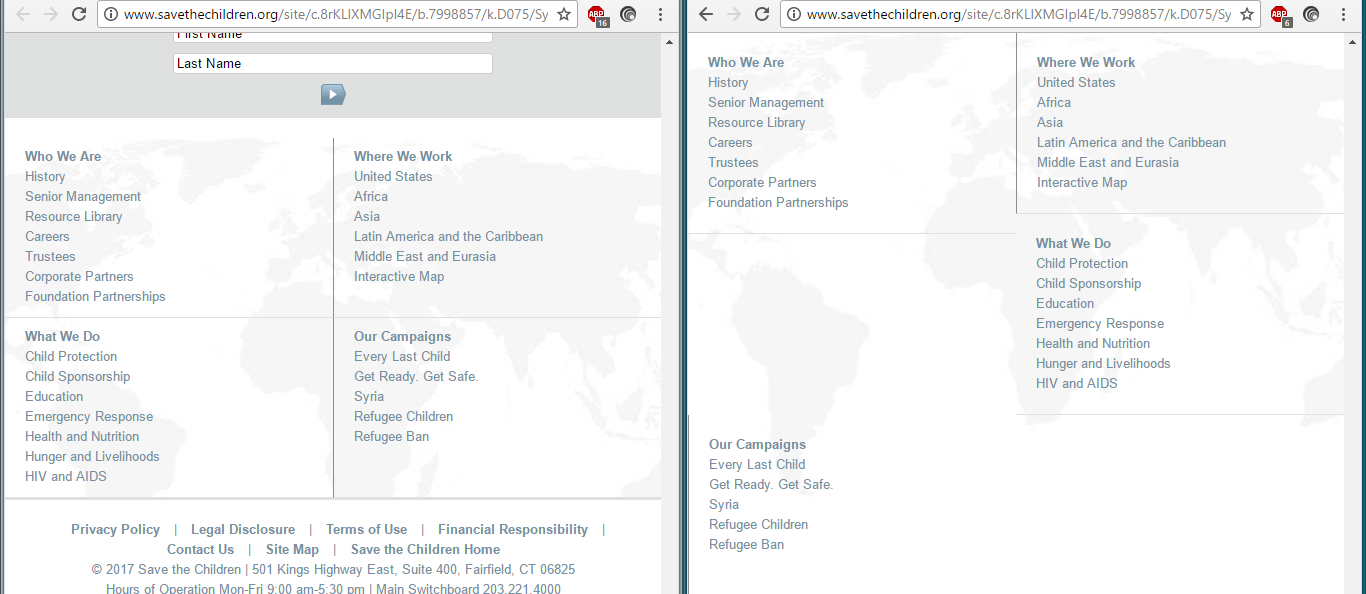 www.savethechildren.org/site/c.8rKLIXMGIpI4E/b.7998857/k.D075/Sy
ABP
16
First Name
Last Name
Who We Are
History
Senior Management
Resource Library
Careers
Trustees
Corporate Partners
Foundation Partnerships
Where We Work
United States
Africa
Asia
Latin America and the Caribbean
Middle East and Eurasia
Interactive Map
What We Do
Child Protection
Child Sponsorship
Education
Emergency Response
Health and Nutrition
Hunger and Livelihoods
HIV and AIDS
Our Campaigns
Every Last Child
Get Ready. Get Safe.
Syria
Refugee Children
Refugee Ban
Privacy Policy | Legal Disclosure | Terms of Use | Financial Responsibility |
Contact Us | Site Map | Save the Children Home
© 2017 Save the Children | 501 Kings Highway East, Suite 400, Fairfield, CT 06825
Hours of Operation Mon-Fri 9:00 am-5:30 pm | Main Switchboard 203.221.4000
www.savethechildren.org/site/c.8rKLIXMGIpI4E/b.7998857/k.D075/Sy
ABP
6
Who We Are
History
Senior Management
Resource Library
Careers
Trustees
Corporate Partners
Foundation Partnerships
Where We Work
United States
Africa
Asia
Latin America and the Caribbean
Middle East and Eurasia
Interactive Map
What We Do
Child Protection
Child Sponsorship
Education
Emergency Response
Health and Nutrition
Hunger and Livelihoods
HIV and AIDS
Our Campaigns
Every Last Child
Get Ready. Get Safe.
Syria
Refugee Children
Refugee Ban